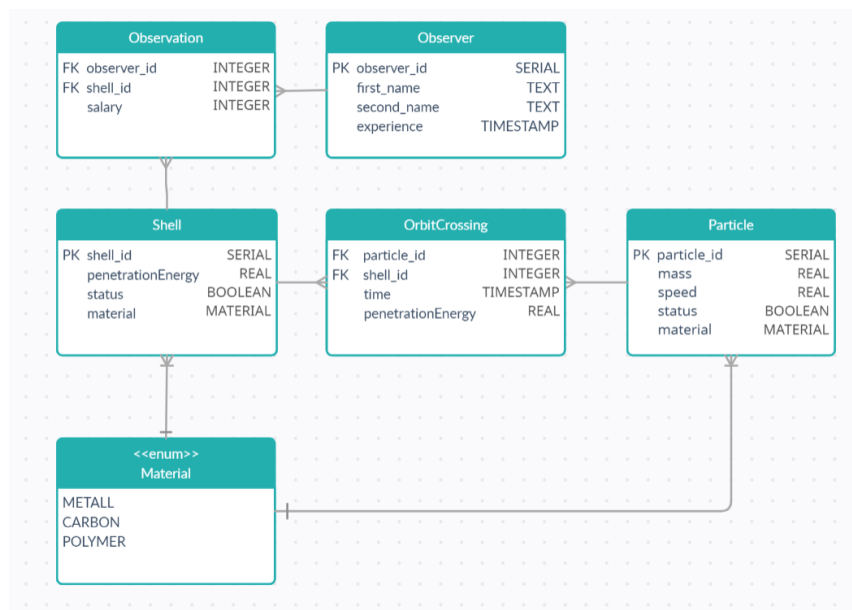 Observation
FK observer_id INTEGER
FK shell_id INTEGER
salary INTEGER
Observer
PK observer_id SERIAL
first_name TEXT
second_name TEXT
experience TIMESTAMP
Shell
PK shell_id SERIAL
penetrationEnergy REAL
status BOOLEAN
material MATERIAL
OrbitCrossing
FK particle_id INTEGER
FK shell_id INTEGER
time TIMESTAMP
penetrationEnergy REAL
Particle
PK particle_id SERIAL
mass REAL
speed REAL
status BOOLEAN
material MATERIAL
<<enum>>
Material
METALL
CARBON
POLYMER